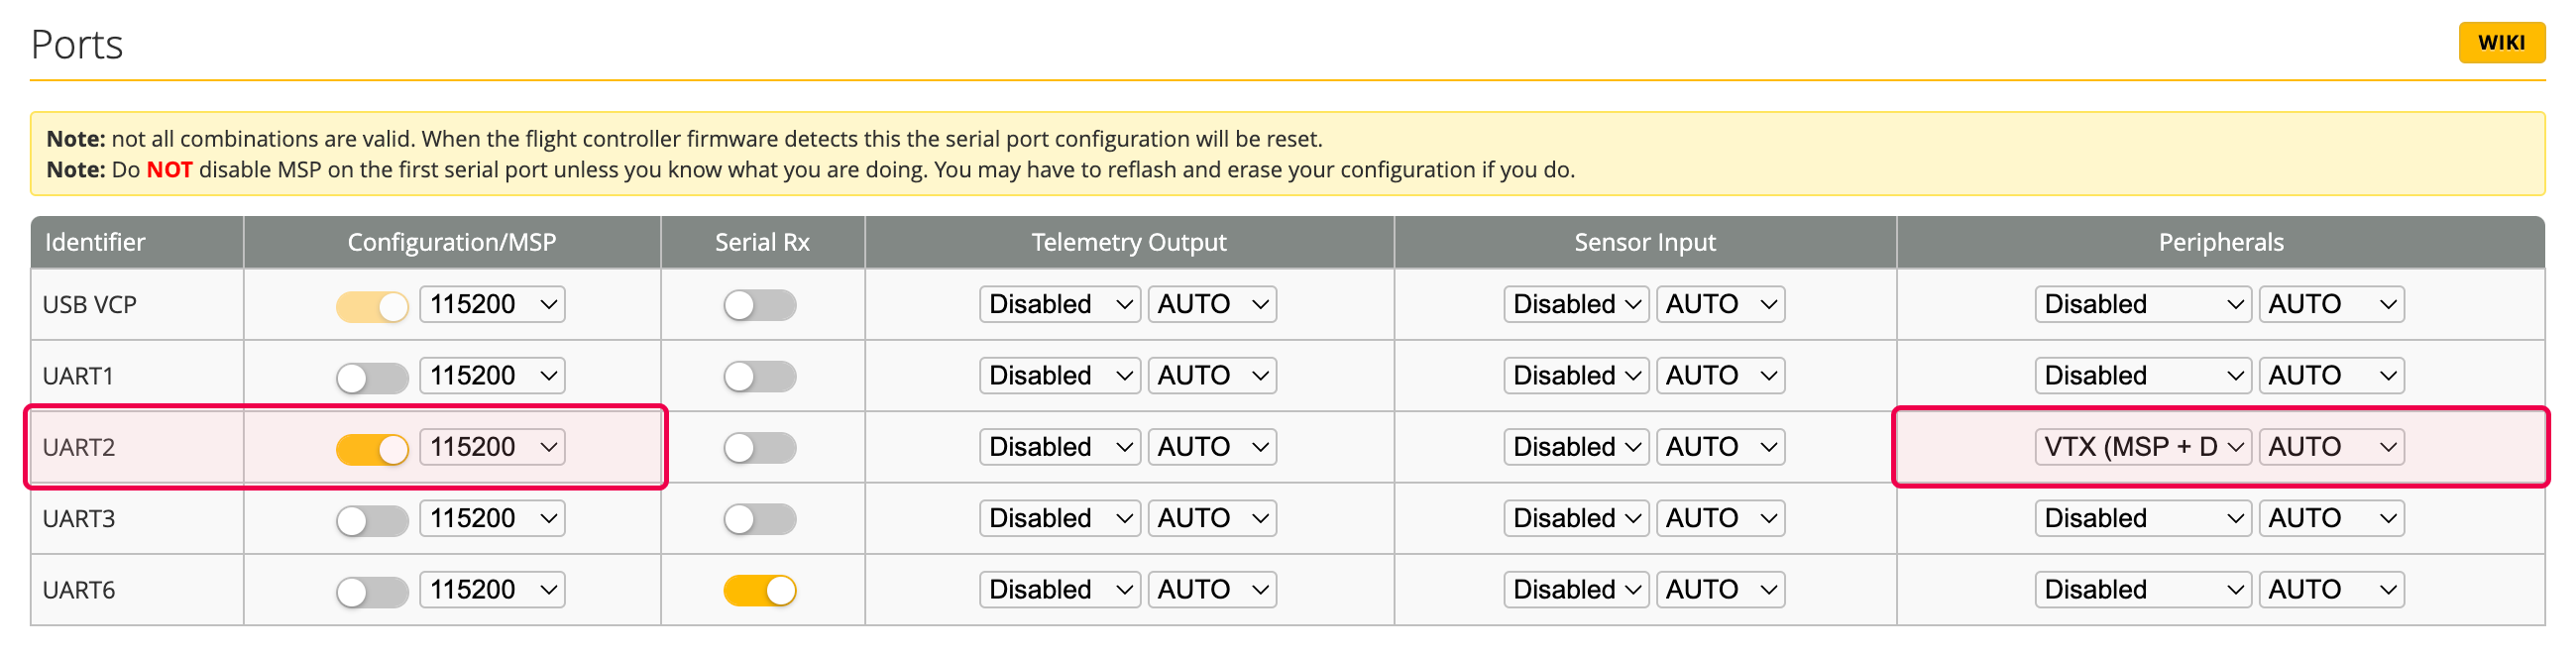 Ports
WIKI
Note: not all combinations are valid. When the flight controller firmware detects this the serial port configuration will be reset.
Note: Do NOT disable MSP on the first serial port unless you know what you are doing. You may have to reflash and erase your configuration if you do.
Identifier Configuration/MSP Serial Rx Telemetry Output Sensor Input Peripherals
USB VCP 115200 Disabled AUTO Disabled AUTO Disabled AUTO
UART1 115200 Disabled AUTO Disabled AUTO Disabled AUTO
UART2 115200 Disabled AUTO Disabled AUTO VTX (MSP + D AUTO
UART3 115200 Disabled AUTO Disabled AUTO Disabled AUTO
UART6 115200 Disabled AUTO Disabled AUTO Disabled AUTO